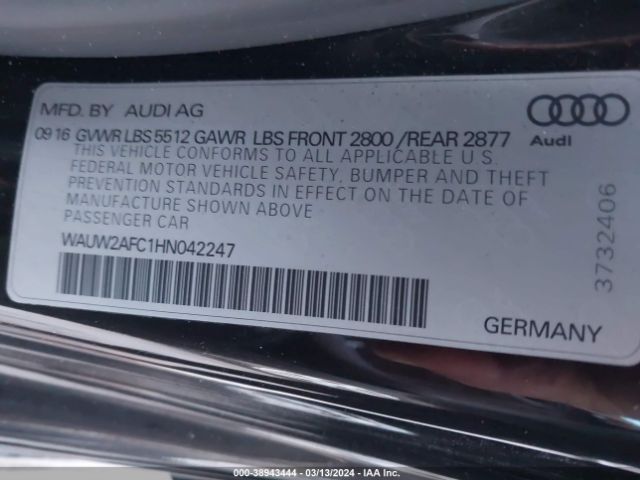 MFD. BY AUDI AG
0916 GVWR LBS 5512 GAWR LBS FRONT 2800 / REAR 2877
THIS VEHICLE CONFORMS TO ALL APPLICABLE U.S.
FEDERAL MOTOR VEHICLE SAFETY, BUMPER AND THEFT
PREVENTION STANDARDS IN EFFECT ON THE DATE OF
MANUFACTURE SHOWN ABOVE
PASSENGER CAR
WAUW2AFC1HN042247
Audi
3732406
GERMANY
000-38943444 — 03/13/2024 — IAA Inc.